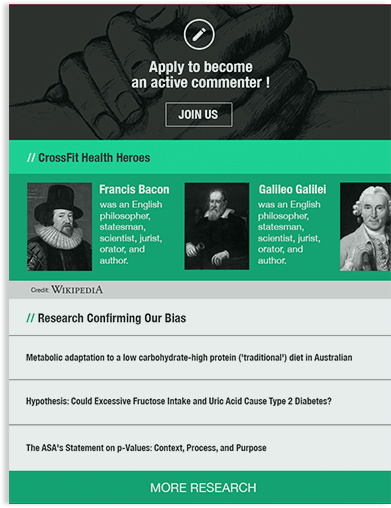 Apply to become
an active commenter !
JOIN US
// CrossFit Health Heroes
Francis Bacon
was an English
philosopher,
statesman,
scientist, jurist,
orator, and
author.
Galileo Galilei
was an English
philosopher,
statesman,
scientist, jurist,
orator, and
author.
Credit: WIKIPEDIA
// Research Confirming Our Bias
Metabolic adaptation to a low carbohydrate-high protein ('traditional') diet in Australian
Hypothesis: Could Excessive Fructose Intake and Uric Acid Cause Type 2 Diabetes?
The ASA's Statement on p-Values: Context, Process, and Purpose
MORE RESEARCH